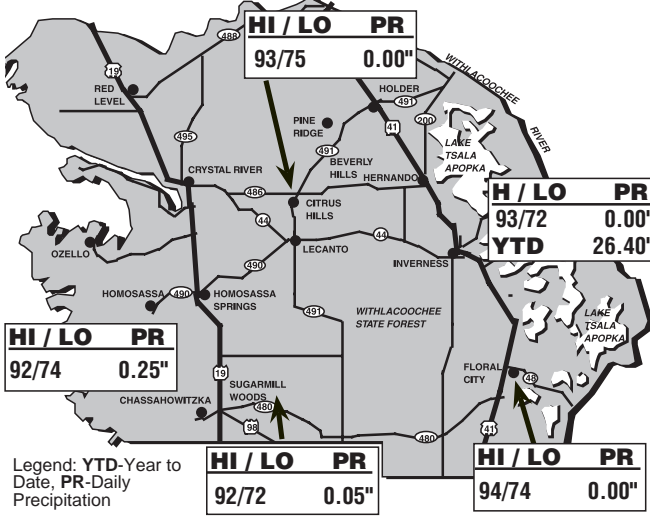 HI / LO PR
93/75 0.00"
488
WITHLACOOCHEE
RIVER
19
RED
LEVEL
HOLDER
491
PINE
RIDGE
41
200
495
LAKE
TSALA
APOPKA
491
BEVERLY
HILLS
CRYSTAL RIVER
HERNANDO
486
H / LO PR
93/72 0.00"
YTD 26.40"
CITRUS
HILLS
44
44
OZELLO
LECANTO
INVERNESS
490
HOMOSASSA
490
HOMOSASSA
SPRINGS
491
WITHLACOOCHEE
STATE FOREST
LAKE
TSALA
APOPKA
HI / LO PR
92/74 0.25"
19
FLORAL
CITY
48
SUGARMILL
WOODS
CHASSAHOWITZKA
480
98
41
480
Legend: YTD-Year to
Date, PR-Daily
Precipitation
HI / LO PR
92/72 0.05"
HI / LO PR
94/74 0.00"